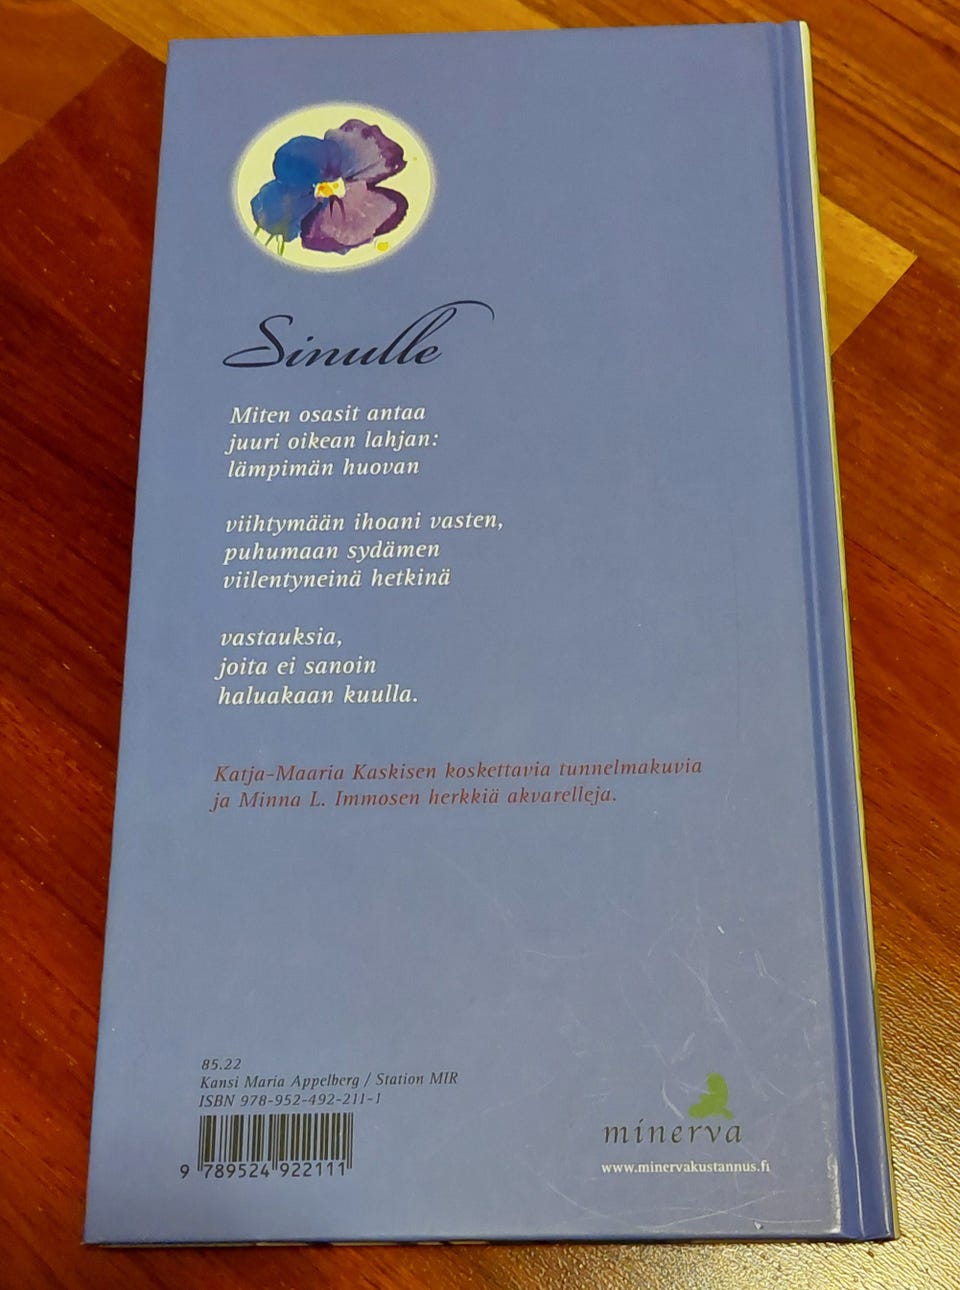 Sinulle
Miten osasit antaa
juuri oikean lahjan:
lämpimän huovan
viihtymään ihoani vasten,
puhumaan sydämen
viilentyneinä hetkinä
vastauksia,
joita ei sanoin
haluakaan kuulla.
Katja-Maaria Kaskisen koskettavia tunnelmakuvia
ja Minna L. Immosen herkkiä akvarelleja.
85.22
Kansi Maria Appelberg / Station MIR
ISBN 978-952-492-211-1
9 789524 922111
minerva
www.minervakustannus.fi